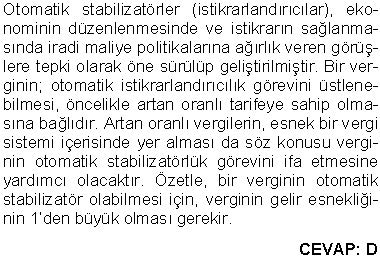 Otomatik stabilizatörler (istikrarlandırıcılar), eko-
nominin düzenlenmesinde ve istikrarın sağlanma-
sında iradi maliye politikalarına ağırlık veren görüş-
lere tepki olarak öne sürülüp geliştirilmiştir. Bir ver-
ginin; otomatik istikrarlandırıcılık görevini üstlene-
bilmesi, öncelikle artan oranlı tarifeye sahip olma-
sına bağlıdır. Artan oranlı vergilerin, esnek bir vergi
sistemi içerisinde yer alması da söz konusu vergi-
nin otomatik stabilizatörlük görevini ifa etmesine
yardımcı olacaktır. Özetle, bir verginin otomatik
stabilizatör olabilmesi için, verginin gelir esnekliği-
nin 1'den büyük olması gerekir.
CEVAP: D